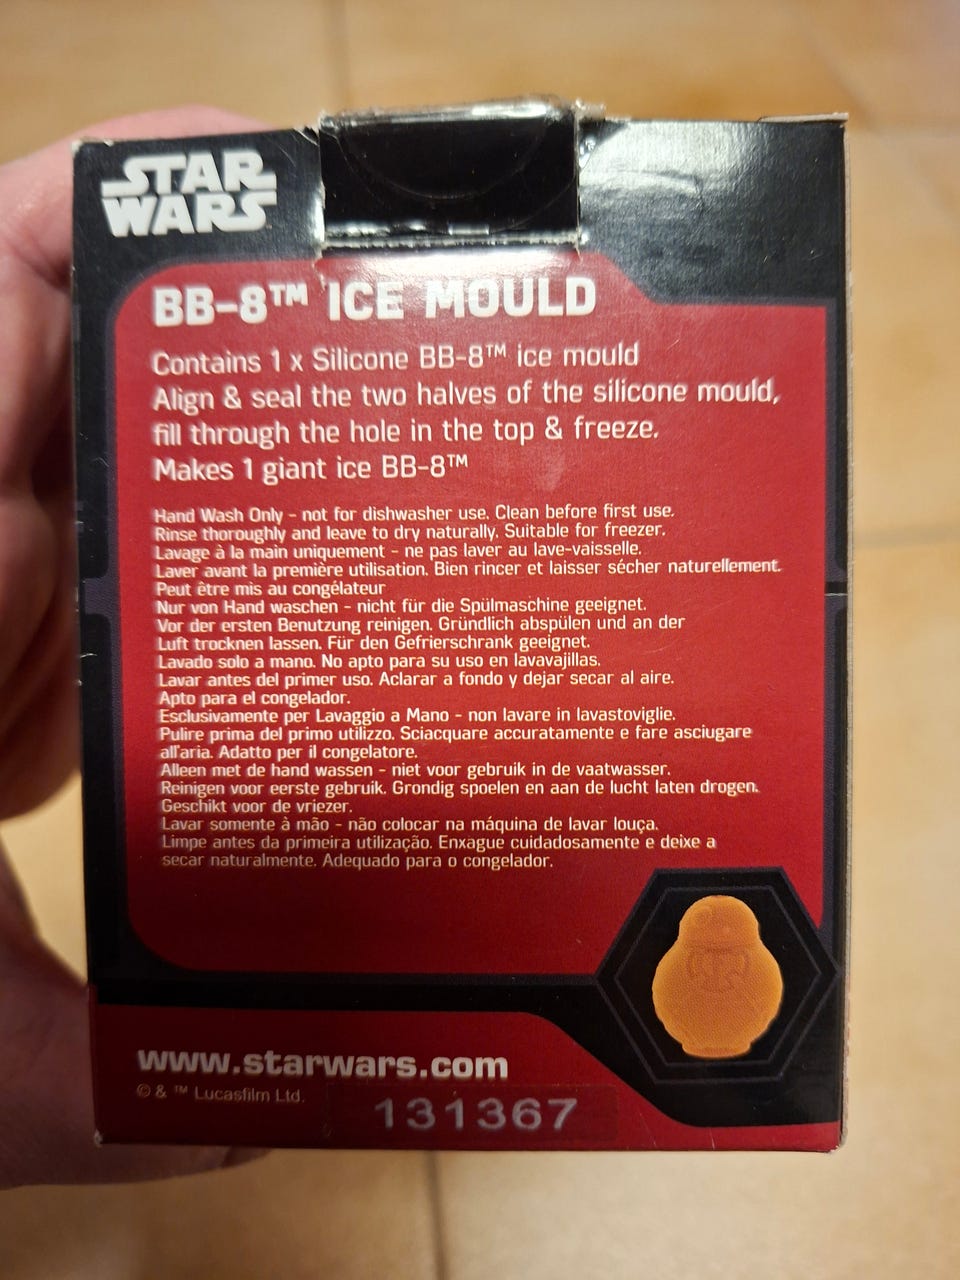 STAR
WARS
BB-8™ ICE MOULD
Contains 1 x Silicone BB-8™ ice mould
Align & seal the two halves of the silicone mould,
fill through the hole in the top & freeze.
Makes 1 giant ice BB-8™
Hand Wash Only - not for dishwasher use. Clean before first use.
Rinse thoroughly and leave to dry naturally. Suitable for freezer.
Lavage à la main uniquement - ne pas laver au lave-vaisselle.
Laver avant la première utilisation. Bien rincer et laisser sécher naturellement.
Peut être mis au congélateur
Nur von Hand waschen - nicht für die Spülmaschine geeignet.
Vor der ersten Benutzung reinigen. Gründlich abspülen und an der
Luft trocknen lassen. Für den Gefrierschrank geeignet.
Lavado solo a mano. No apto para su uso en lavavajillas.
Lavar antes del primer uso. Aclarar a fondo y dejar secar al aire.
Apto para el congelador.
Esclusivamente per Lavaggio a Mano - non lavare in lavastoviglie.
Pulire prima del primo utilizzo. Sciacquare accuratamente e fare asciugare
all'aria. Adatto per il congelatore.
Alleen met de hand wassen - niet voor gebruik in de vaatwasser.
Reinigen voor eerste gebruik. Grondig spoelen en aan de lucht laten drogen.
Geschikt voor de vriezer.
Lavar somente à mão - não colocar na máquina de lavar louça.
Limpe antes da primeira utilização. Enxague cuidadosamente e deixe a
secar naturalmente. Adequado para o congelador.
www.starwars.com
© & ™ Lucasfilm Ltd.
131367